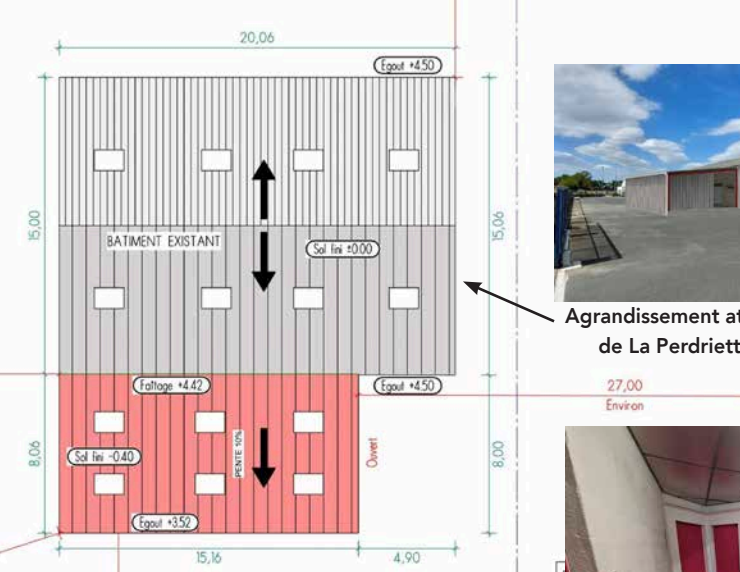 20,06
Egout +4.50
15,00
BATIMENT EXISTANT
Sol fini ±0.00
15,06
Agrandissement at
de La Perdriett
Faîtage +4.42
Egout +4.50
27,00
Environ
8,06
Sol fini -0.40
PENTE 10%
Ouvert
8,00
Egout +3.52
15,16
4,90